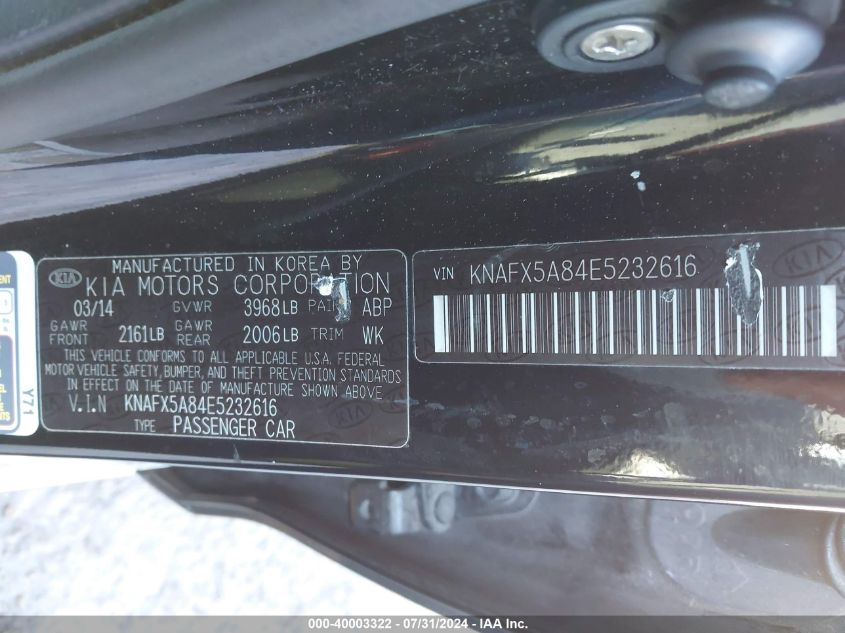 KIA
MANUFACTURED IN KOREA BY
KIA MOTORS CORPORATION
03/14 GVWR 3968LB ABP
GAWR FRONT 2161LB GAWR REAR 2006LB TRIM WK
THIS VEHICLE CONFORMS TO ALL APPLICABLE U.S.A. FEDERAL
MOTOR VEHICLE SAFETY, BUMPER, AND THEFT PREVENTION STANDARDS
IN EFFECT ON THE DATE OF MANUFACTURE SHOWN ABOVE.
V.I.N KNAFX5A84E5232616
TYPE PASSENGER CAR
VIN KNAFX5A84E5232616
Y71
000-40003322 - 07/31/2024 - IAA Inc.